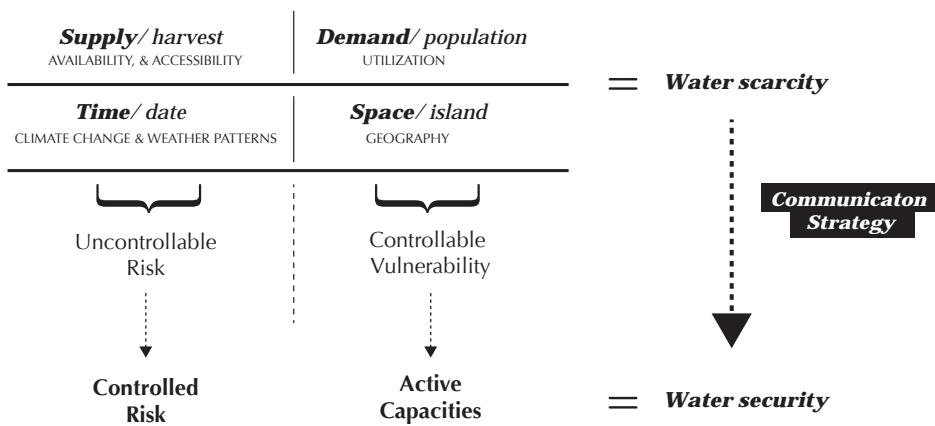 Supply/ harvest
AVAILABILITY, & ACCESSIBILITY
Demand/ population
UTILIZATION
= Water scarcity
Time/ date
CLIMATE CHANGE & WEATHER PATTERNS
Space/ island
GEOGRAPHY
Communicaton
Strategy
Uncontrollable
Risk
Controllable
Vulnerability
Controlled
Risk
Active
Capacities
= Water security